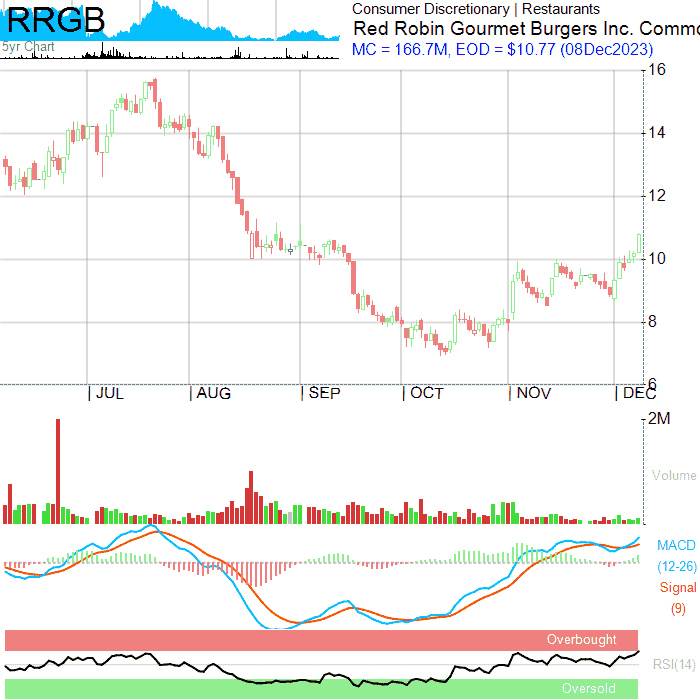 RRGB
5yr Chart
Consumer Discretionary | Restaurants
Red Robin Gourmet Burgers Inc. Commo
MC = 166.7M, EOD = $10.77 (08Dec2023)
16
14
12
10
8
6
JUL AUG SEP OCT NOV DEC
2M
Volume
MACD
(12-26)
Signal
(9)
Overbought
RSI(14)
Oversold